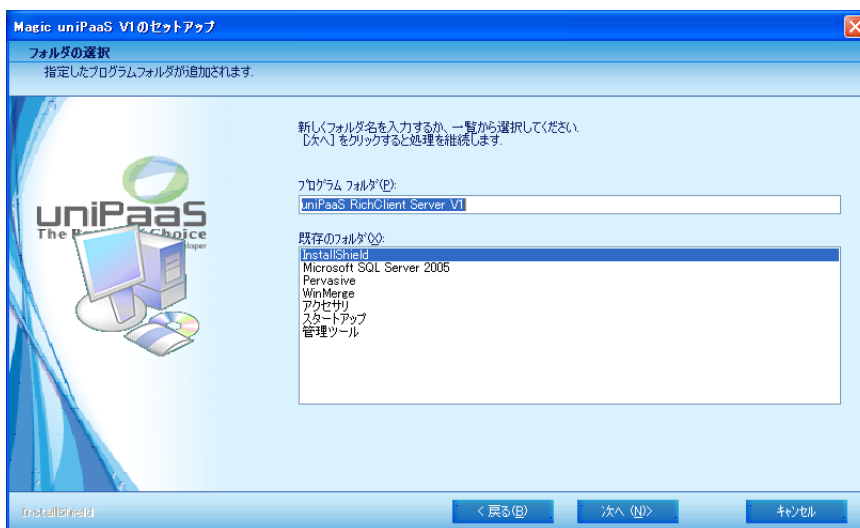 Magic uniPaaS V1のセットアップ
フォルダの選択
指定したプログラムフォルダが追加されます.
新しくフォルダ名を入力するか、一覧から選択してください.
[次へ] をクリックすると処理を継続します.
プログラム フォルダ(P):
uniPaaS RichClient Server V1
既存のフォルダ(X):
InstallShield
Microsoft SQL Server 2005
Pervasive
WinMerge
アクセサリ
スタートアップ
管理ツール
uniPaaS
The Choice
loper
InstallShield
< 戻る(B)
次へ (N)>
キャンセル